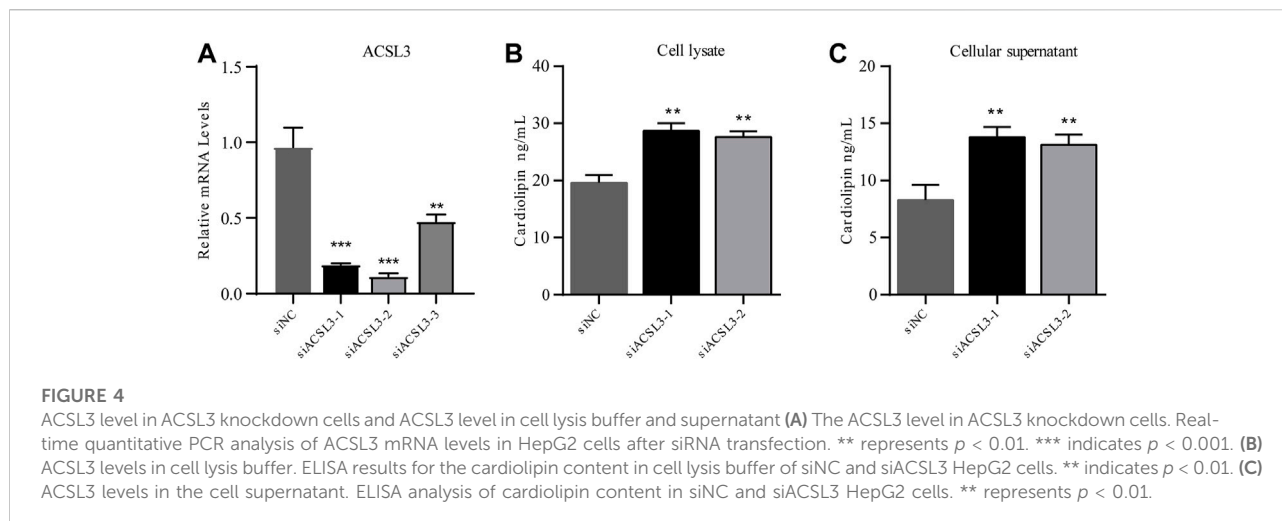 A
ACSL3
Relative mRNA Levels
1.5
1.0
0.5
0.0
***
***
**
siNC
siACSL3-1
siACSL3-2
siACSL3-3
B
Cell lysate
Cardiolipin ng/mL
40
30
20
10
0
**
**
siNC
siACSL3-1
siACSL3-2
C
Cellular supernatant
Cardiolipin ng/mL
20
15
10
5
0
**
**
siNC
siACSL3-1
siACSL3-2
FIGURE 4
ACSL3 level in ACSL3 knockdown cells and ACSL3 level in cell lysis buffer and supernatant (A) The ACSL3 level in ACSL3 knockdown cells. Real-
time quantitative PCR analysis of ACSL3 mRNA levels in HepG2 cells after siRNA transfection. ** represents p < 0.01. *** indicates p < 0.001. (B)
ACSL3 levels in cell lysis buffer. ELISA results for the cardiolipin content in cell lysis buffer of siNC and siACSL3 HepG2 cells. ** indicates p < 0.01. (C)
ACSL3 levels in the cell supernatant. ELISA analysis of cardiolipin content in siNC and siACSL3 HepG2 cells. ** represents p < 0.01.